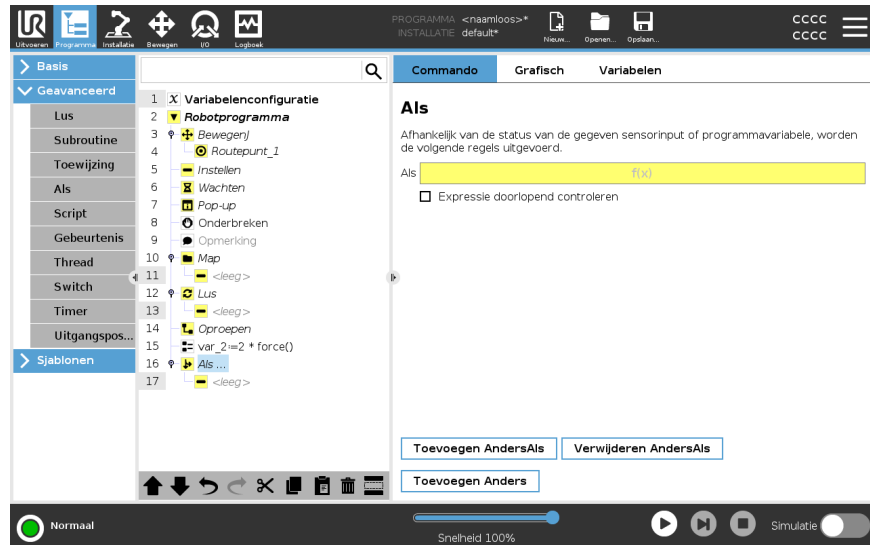 UR
PROGRAMMA <naamloos>*
INSTALLATIE default*
Uitvoeren Programma Installatie Bewegen I/O Logboek
Nieuw... Openen... Opslaan...
cccc
cccc
Basis
Geavanceerd
Lus
Subroutine
Toewijzing
Als
Script
Gebeurtenis
Thread
Switch
Timer
Uitgangspos...
Sjablonen
1 X Variabelenconfiguratie
2 Robotprogramma
3 BewegenJ
4 Routepunt_1
5 Instellen
6 Wachten
7 Pop-up
8 Onderbreken
9 Opmerking
10 Map
11 <leeg>
12 Lus
13 <leeg>
14 Oproepen
15 var_2:=2 * force()
16 Als ...
17 <leeg>
Commando Grafisch Variabelen
Als
Afhankelijk van de status van de gegeven sensorinput of programmavariabele, worden
de volgende regels uitgevoerd.
Als f(x)
Expressie doorlopend controleren
Toevoegen AndersAls Verwijderen AndersAls
Toevoegen Anders
Normaal
Snelheid 100%
Simulatie